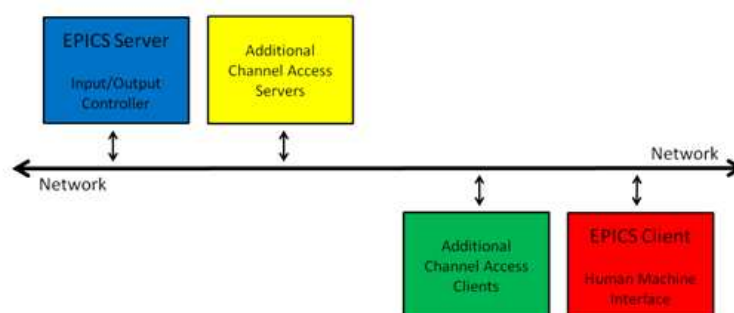 EPICS Server
Input/Output
Controller
Additional
Channel Access
Servers
Network
Network
Additional
Channel Access
Clients
EPICS Client
Human Machine
Interface